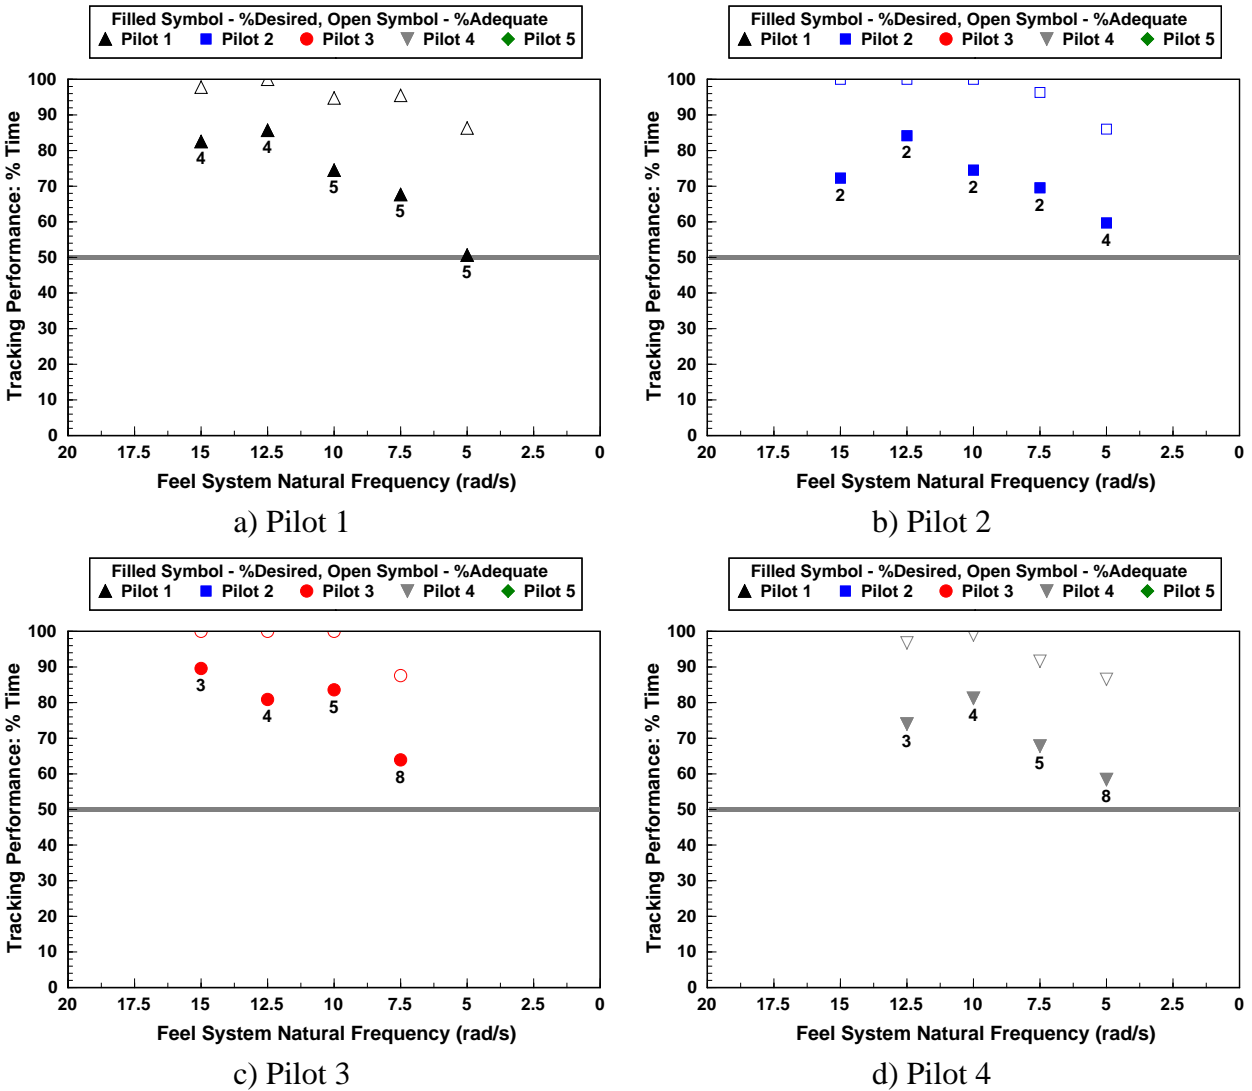 Filled Symbol - %Desired, Open Symbol - %Adequate
Pilot 1 Pilot 2 Pilot 3 Pilot 4 Pilot 5
Tracking Performance: % Time
100
90
80
70
60
50
40
30
20
10
0
4
4
5
5
5
20 17.5 15 12.5 10 7.5 5 2.5 0
Feel System Natural Frequency (rad/s)
a) Pilot 1
Filled Symbol - %Desired, Open Symbol - %Adequate
Pilot 1 Pilot 2 Pilot 3 Pilot 4 Pilot 5
Tracking Performance: % Time
100
90
80
70
60
50
40
30
20
10
0
2
2
2
2
4
20 17.5 15 12.5 10 7.5 5 2.5 0
Feel System Natural Frequency (rad/s)
b) Pilot 2
Filled Symbol - %Desired, Open Symbol - %Adequate
Pilot 1 Pilot 2 Pilot 3 Pilot 4 Pilot 5
Tracking Performance: % Time
100
90
80
70
60
50
40
30
20
10
0
3
4
5
8
20 17.5 15 12.5 10 7.5 5 2.5 0
Feel System Natural Frequency (rad/s)
c) Pilot 3
Filled Symbol - %Desired, Open Symbol - %Adequate
Pilot 1 Pilot 2 Pilot 3 Pilot 4 Pilot 5
Tracking Performance: % Time
100
90
80
70
60
50
40
30
20
10
0
3
4
5
8
20 17.5 15 12.5 10 7.5 5 2.5 0
Feel System Natural Frequency (rad/s)
d) Pilot 4